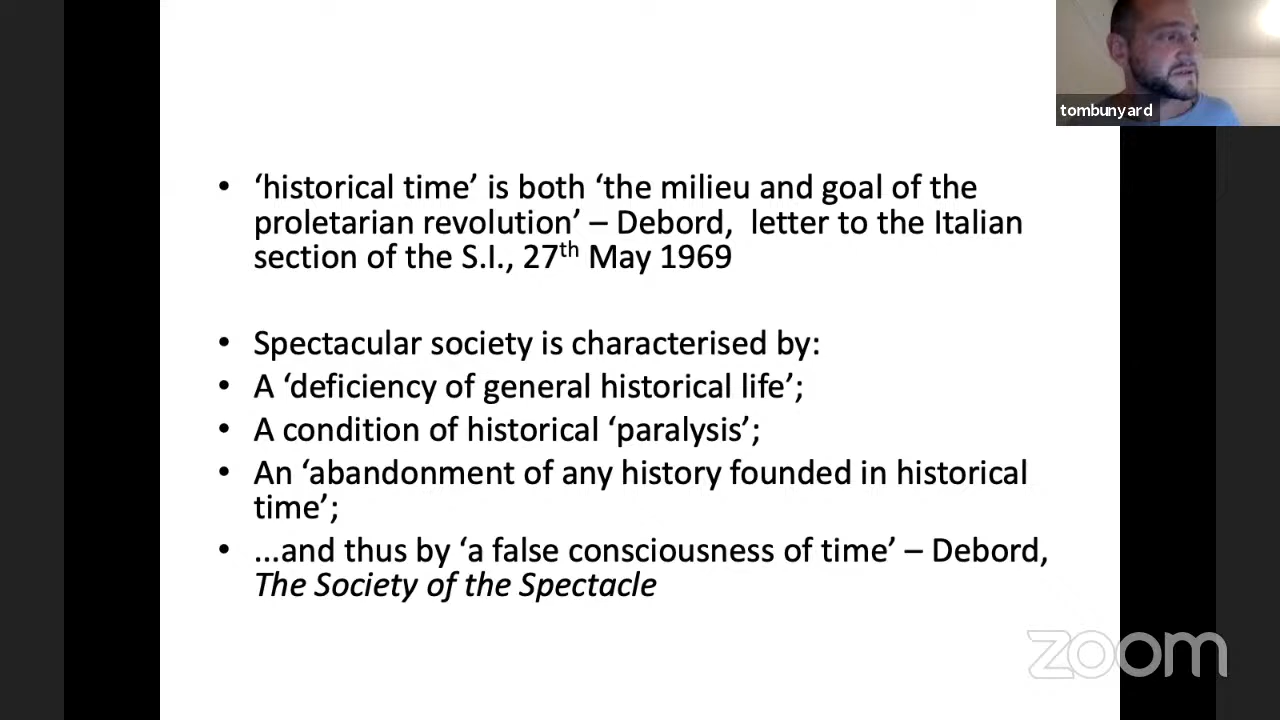 tombunyard
• ‘historical time’ is both ‘the milieu and goal of the
proletarian revolution’ – Debord,  letter to the Italian
section of the S.I., 27th May 1969
• Spectacular society is characterised by:
• A ‘deficiency of general historical life’;
• A condition of historical ‘paralysis’;
• An ‘abandonment of any history founded in historical
time’;
• ...and thus by ‘a false consciousness of time’ – Debord,
The Society of the Spectacle
zoom